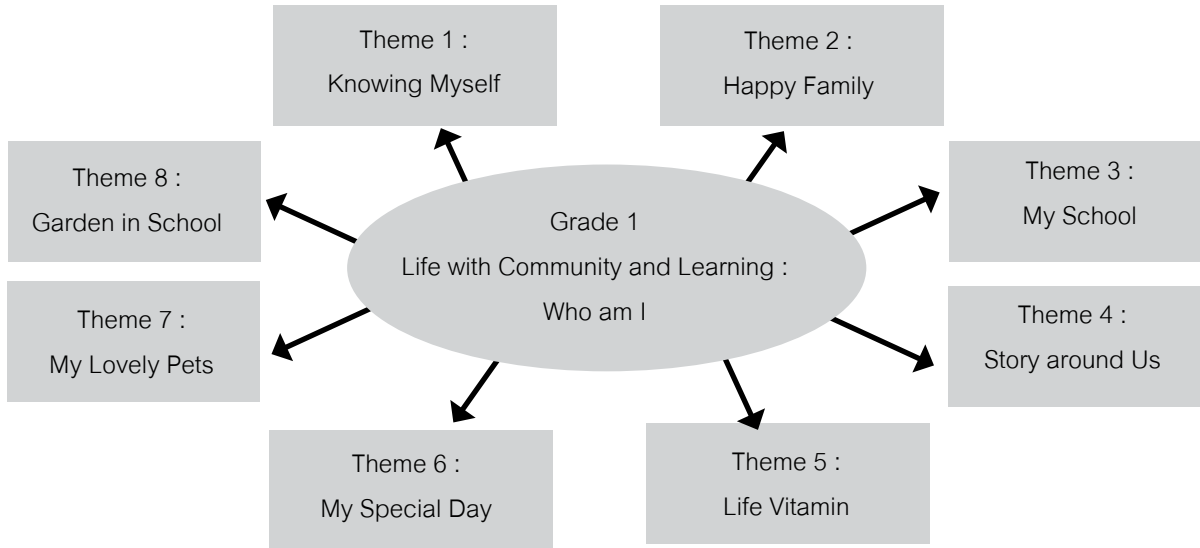 Theme 1 :
Knowing Myself
Theme 2 :
Happy Family
Theme 8 :
Garden in School
Grade 1
Life with Community and Learning :
Who am I
Theme 3 :
My School
Theme 7 :
My Lovely Pets
Theme 4 :
Story around Us
Theme 6 :
My Special Day
Theme 5 :
Life Vitamin